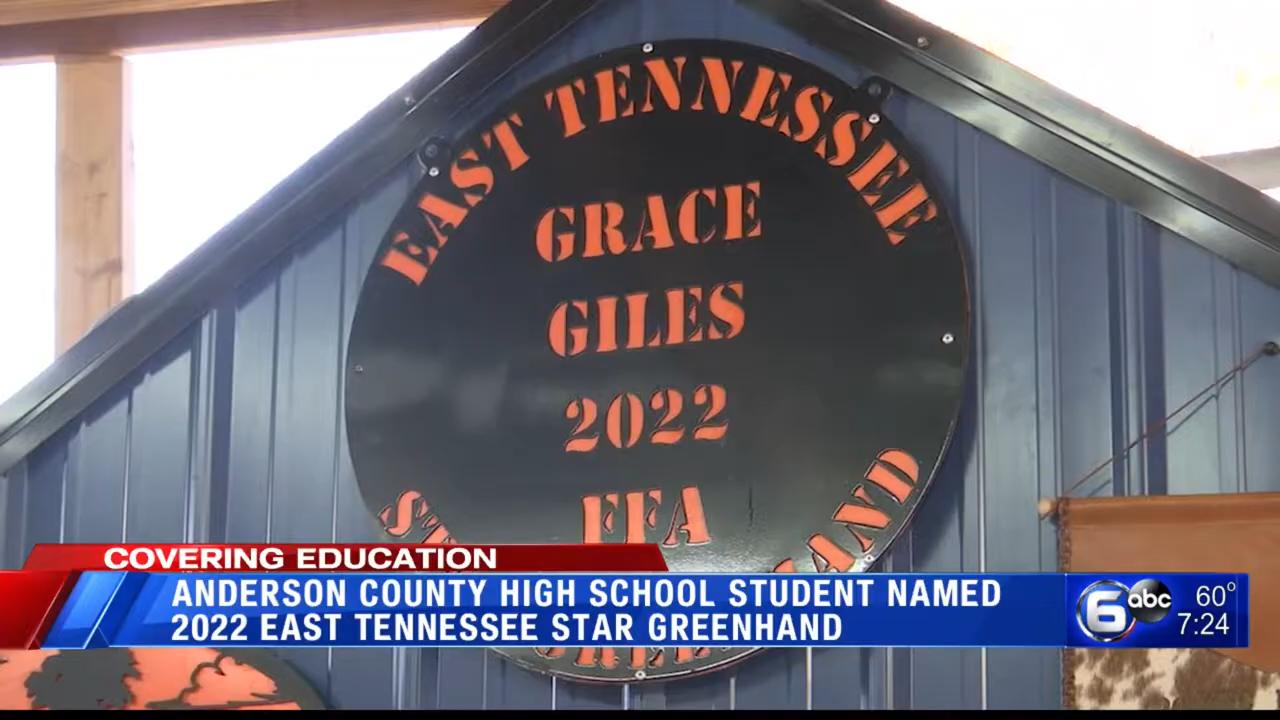 EAST TENNESSEE
GRACE
GILES
2022
FFA
COVERING EDUCATION
ANDERSON COUNTY HIGH SCHOOL STUDENT NAMED
2022 EAST TENNESSEE STAR GREENHAND
6 abc
60°
7:24